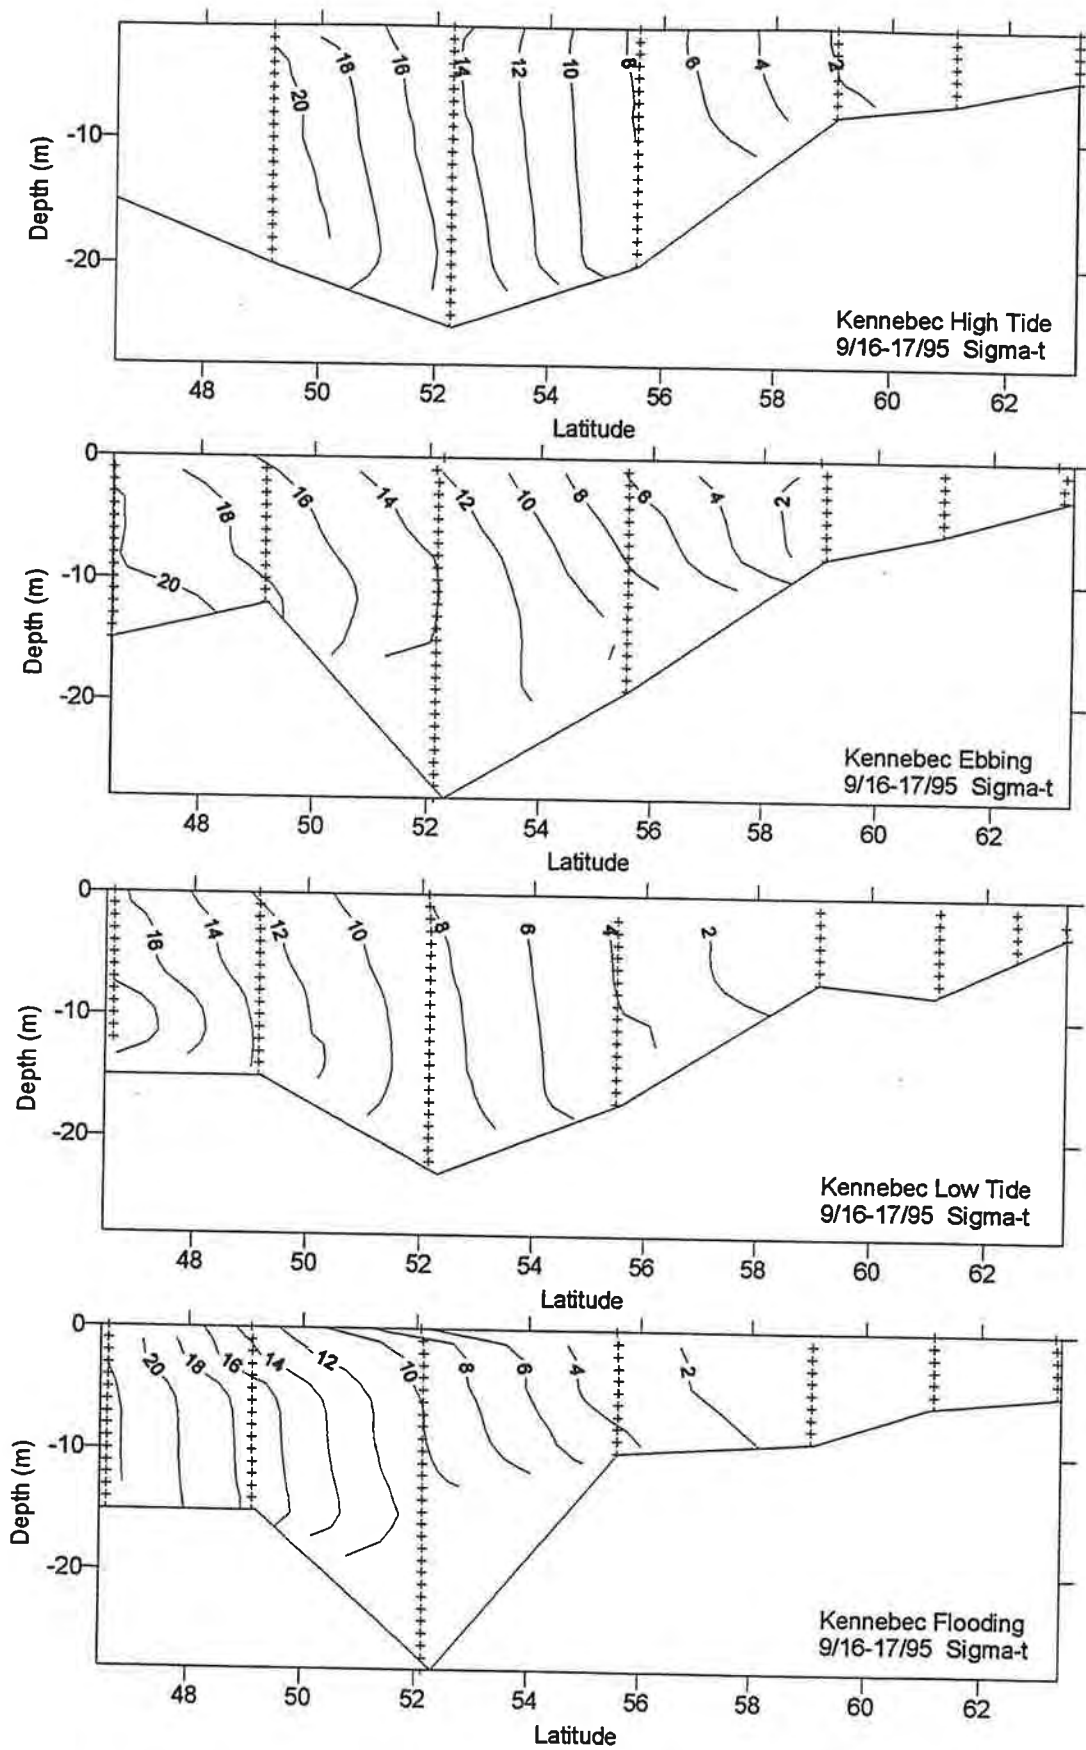 20 18 16 14 12 10 8 6 4 2
-10
-20
Depth (m)
Kennebec High Tide
9/16-17/95 Sigma-t
48 50 52 54 56 58 60 62
Latitude
0
18 16 14 12 10 8 6 4 2
-10
20
-20
Depth (m)
Kennebec Ebbing
9/16-17/95 Sigma-t
48 50 52 54 56 58 60 62
Latitude
0
16 14 12 10 8 6 4 2
-10
-20
Depth (m)
Kennebec Low Tide
9/16-17/95 Sigma-t
48 50 52 54 56 58 60 62
Latitude
0
20 18 16 14 12 10 8 6 4 2
-10
-20
Depth (m)
Kennebec Flooding
9/16-17/95 Sigma-t
48 50 52 54 56 58 60 62
Latitude